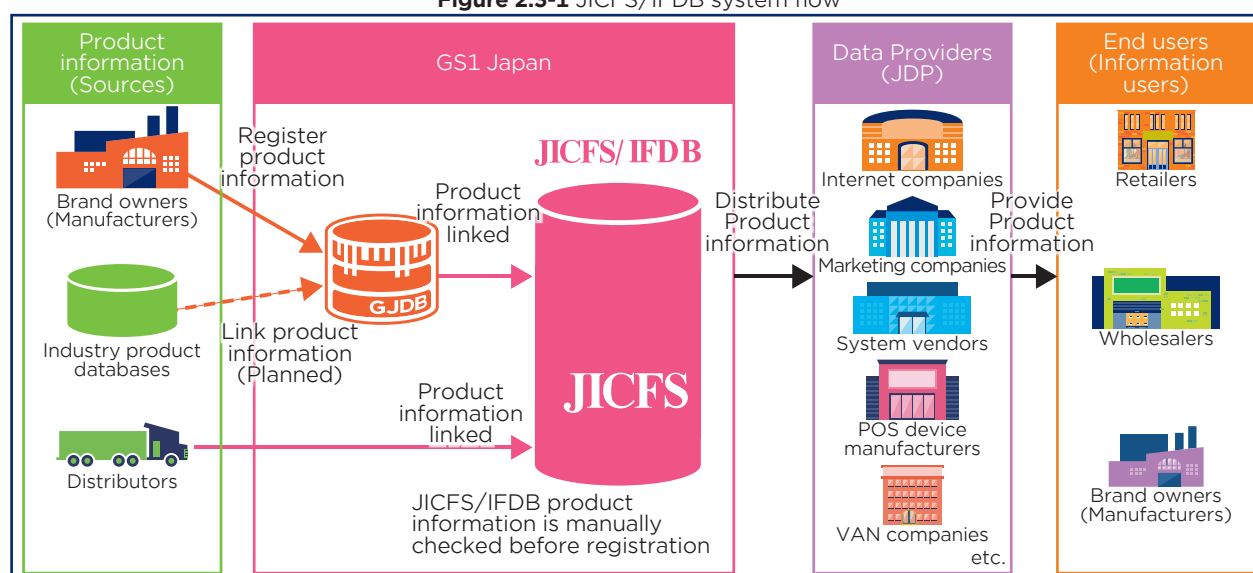 Figure 2.3-1 JICFS/IFDB system flow
Product
information
(Sources)
GS1 Japan
Data Providers
(JDP)
End users
(Information
users)
Brand owners
(Manufacturers)
Register
product
information
Industry product
databases
Link product
information
(Planned)
Distributors
GJDB
Product
information
linked
Product
information
linked
JICFS/ IFDB
JICFS
JICFS/IFDB product
information is manually
checked before registration
Distribute
Product
information
Internet companies
Marketing companies
System vendors
POS device
manufacturers
VAN companies
etc.
Provide
Product
information
Retailers
Wholesalers
Brand owners
(Manufacturers)